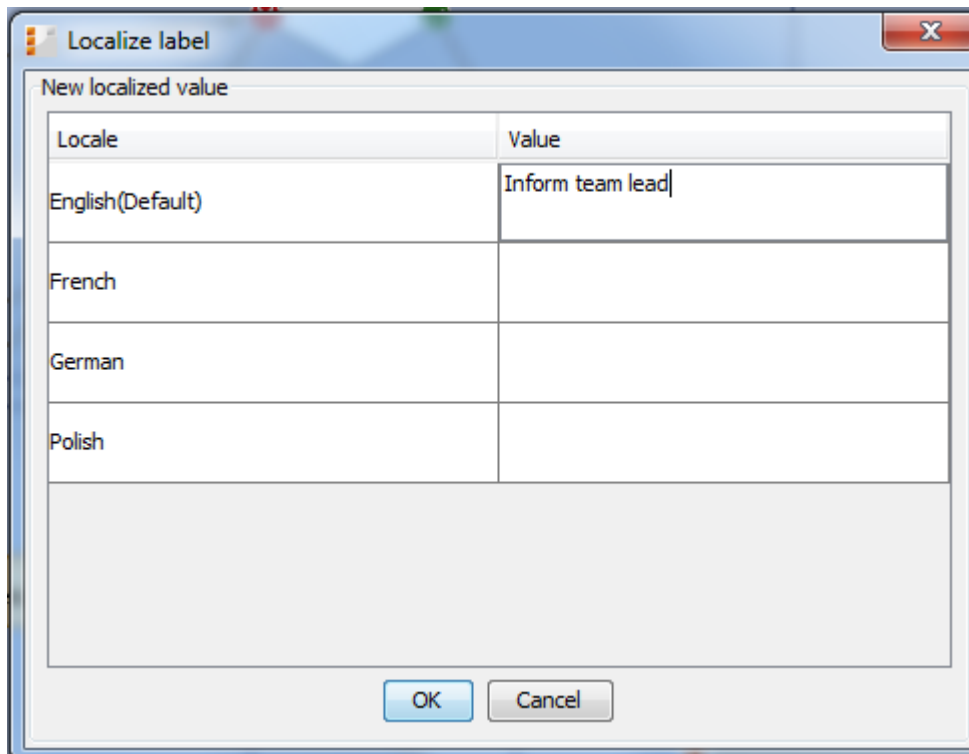 Localize label
New localized value
Locale Value
English(Default) Inform team lead
French
German
Polish
OK Cancel